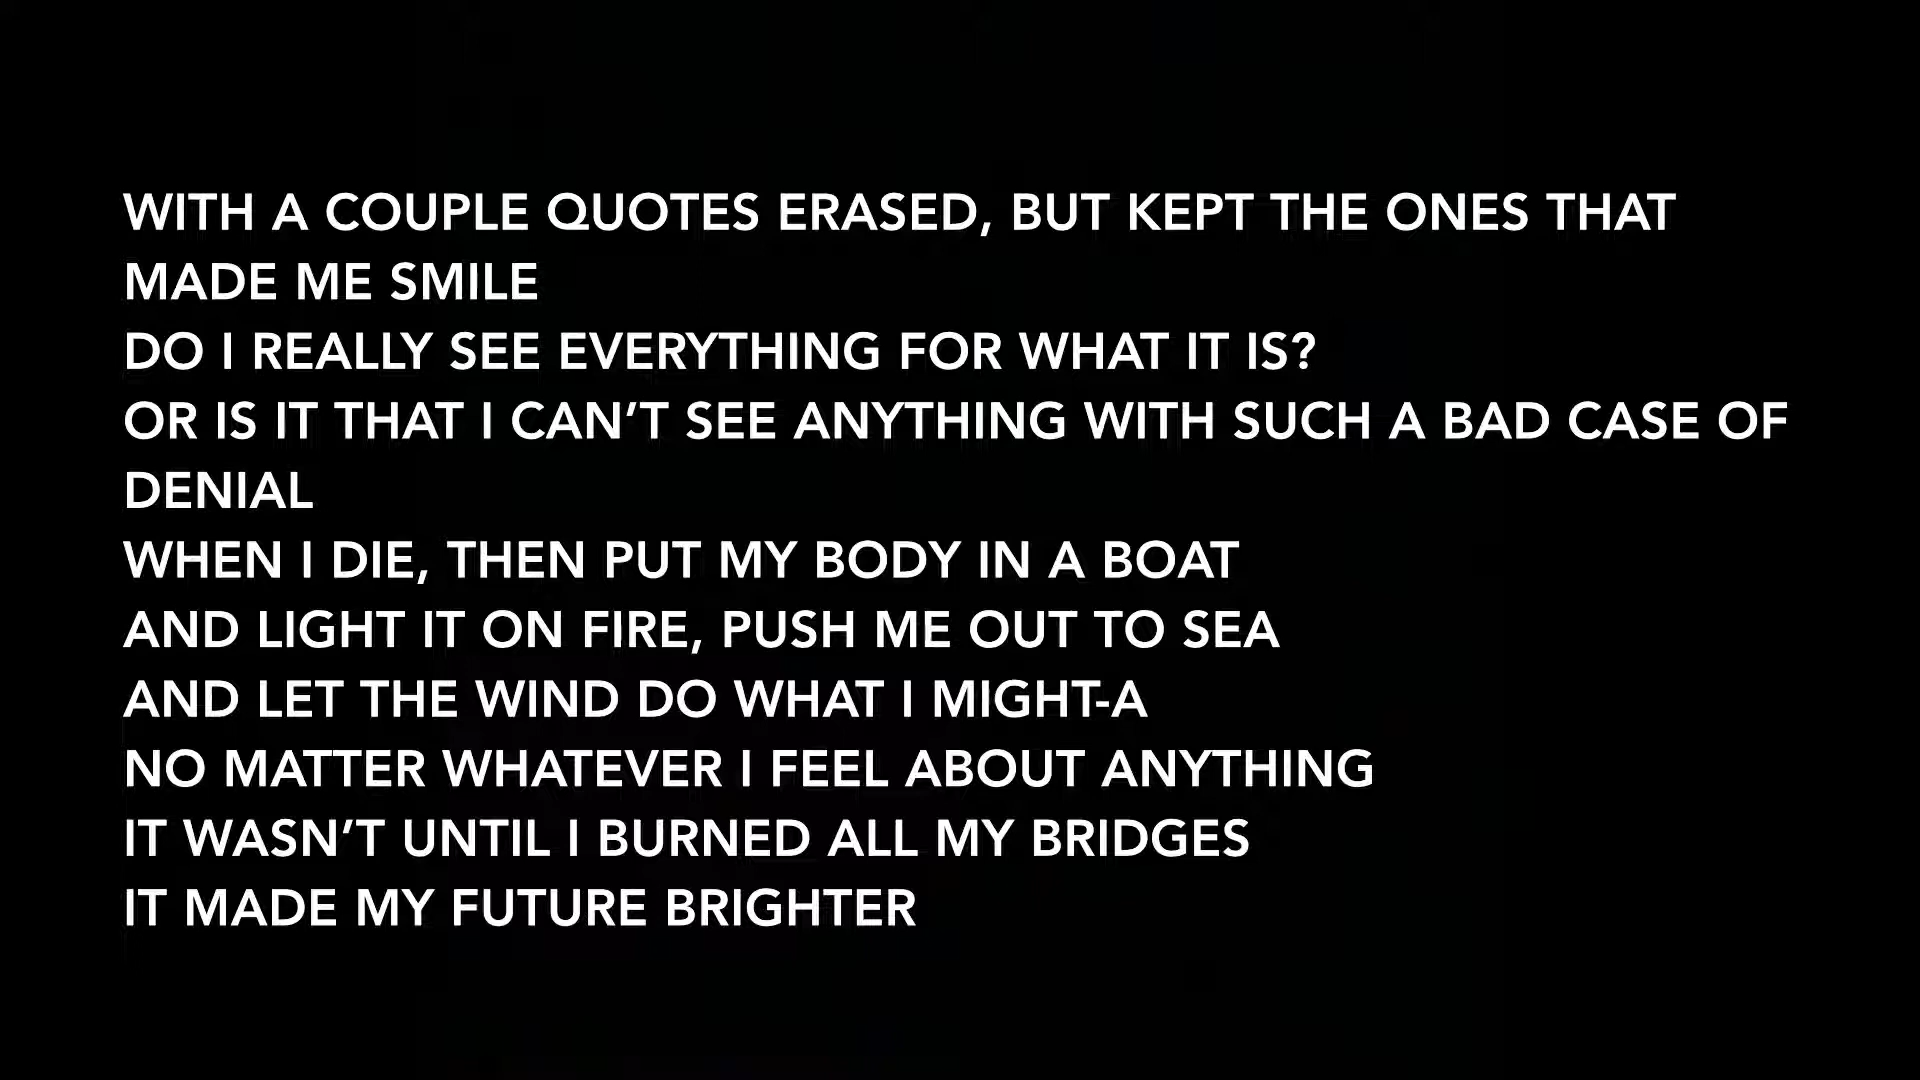 WITH A COUPLE QUOTES ERASED, BUT KEPT THE ONES THAT
MADE ME SMILE
DO I REALLY SEE EVERYTHING FOR WHAT IT IS?
OR IS IT THAT I CAN’T SEE ANYTHING WITH SUCH A BAD CASE OF
DENIAL
WHEN I DIE, THEN PUT MY BODY IN A BOAT
AND LIGHT IT ON FIRE, PUSH ME OUT TO SEA
AND LET THE WIND DO WHAT I MIGHT-A
NO MATTER WHATEVER I FEEL ABOUT ANYTHING
IT WASN’T UNTIL I BURNED ALL MY BRIDGES
IT MADE MY FUTURE BRIGHTER